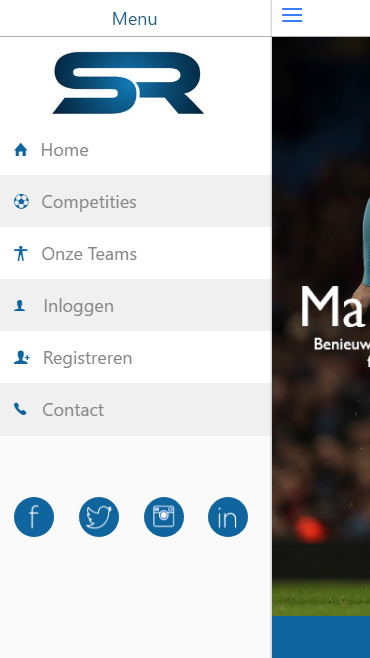 Menu
SR
Home
Competities
Onze Teams
Inloggen
Registreren
Contact
Ma
Benieuw
f